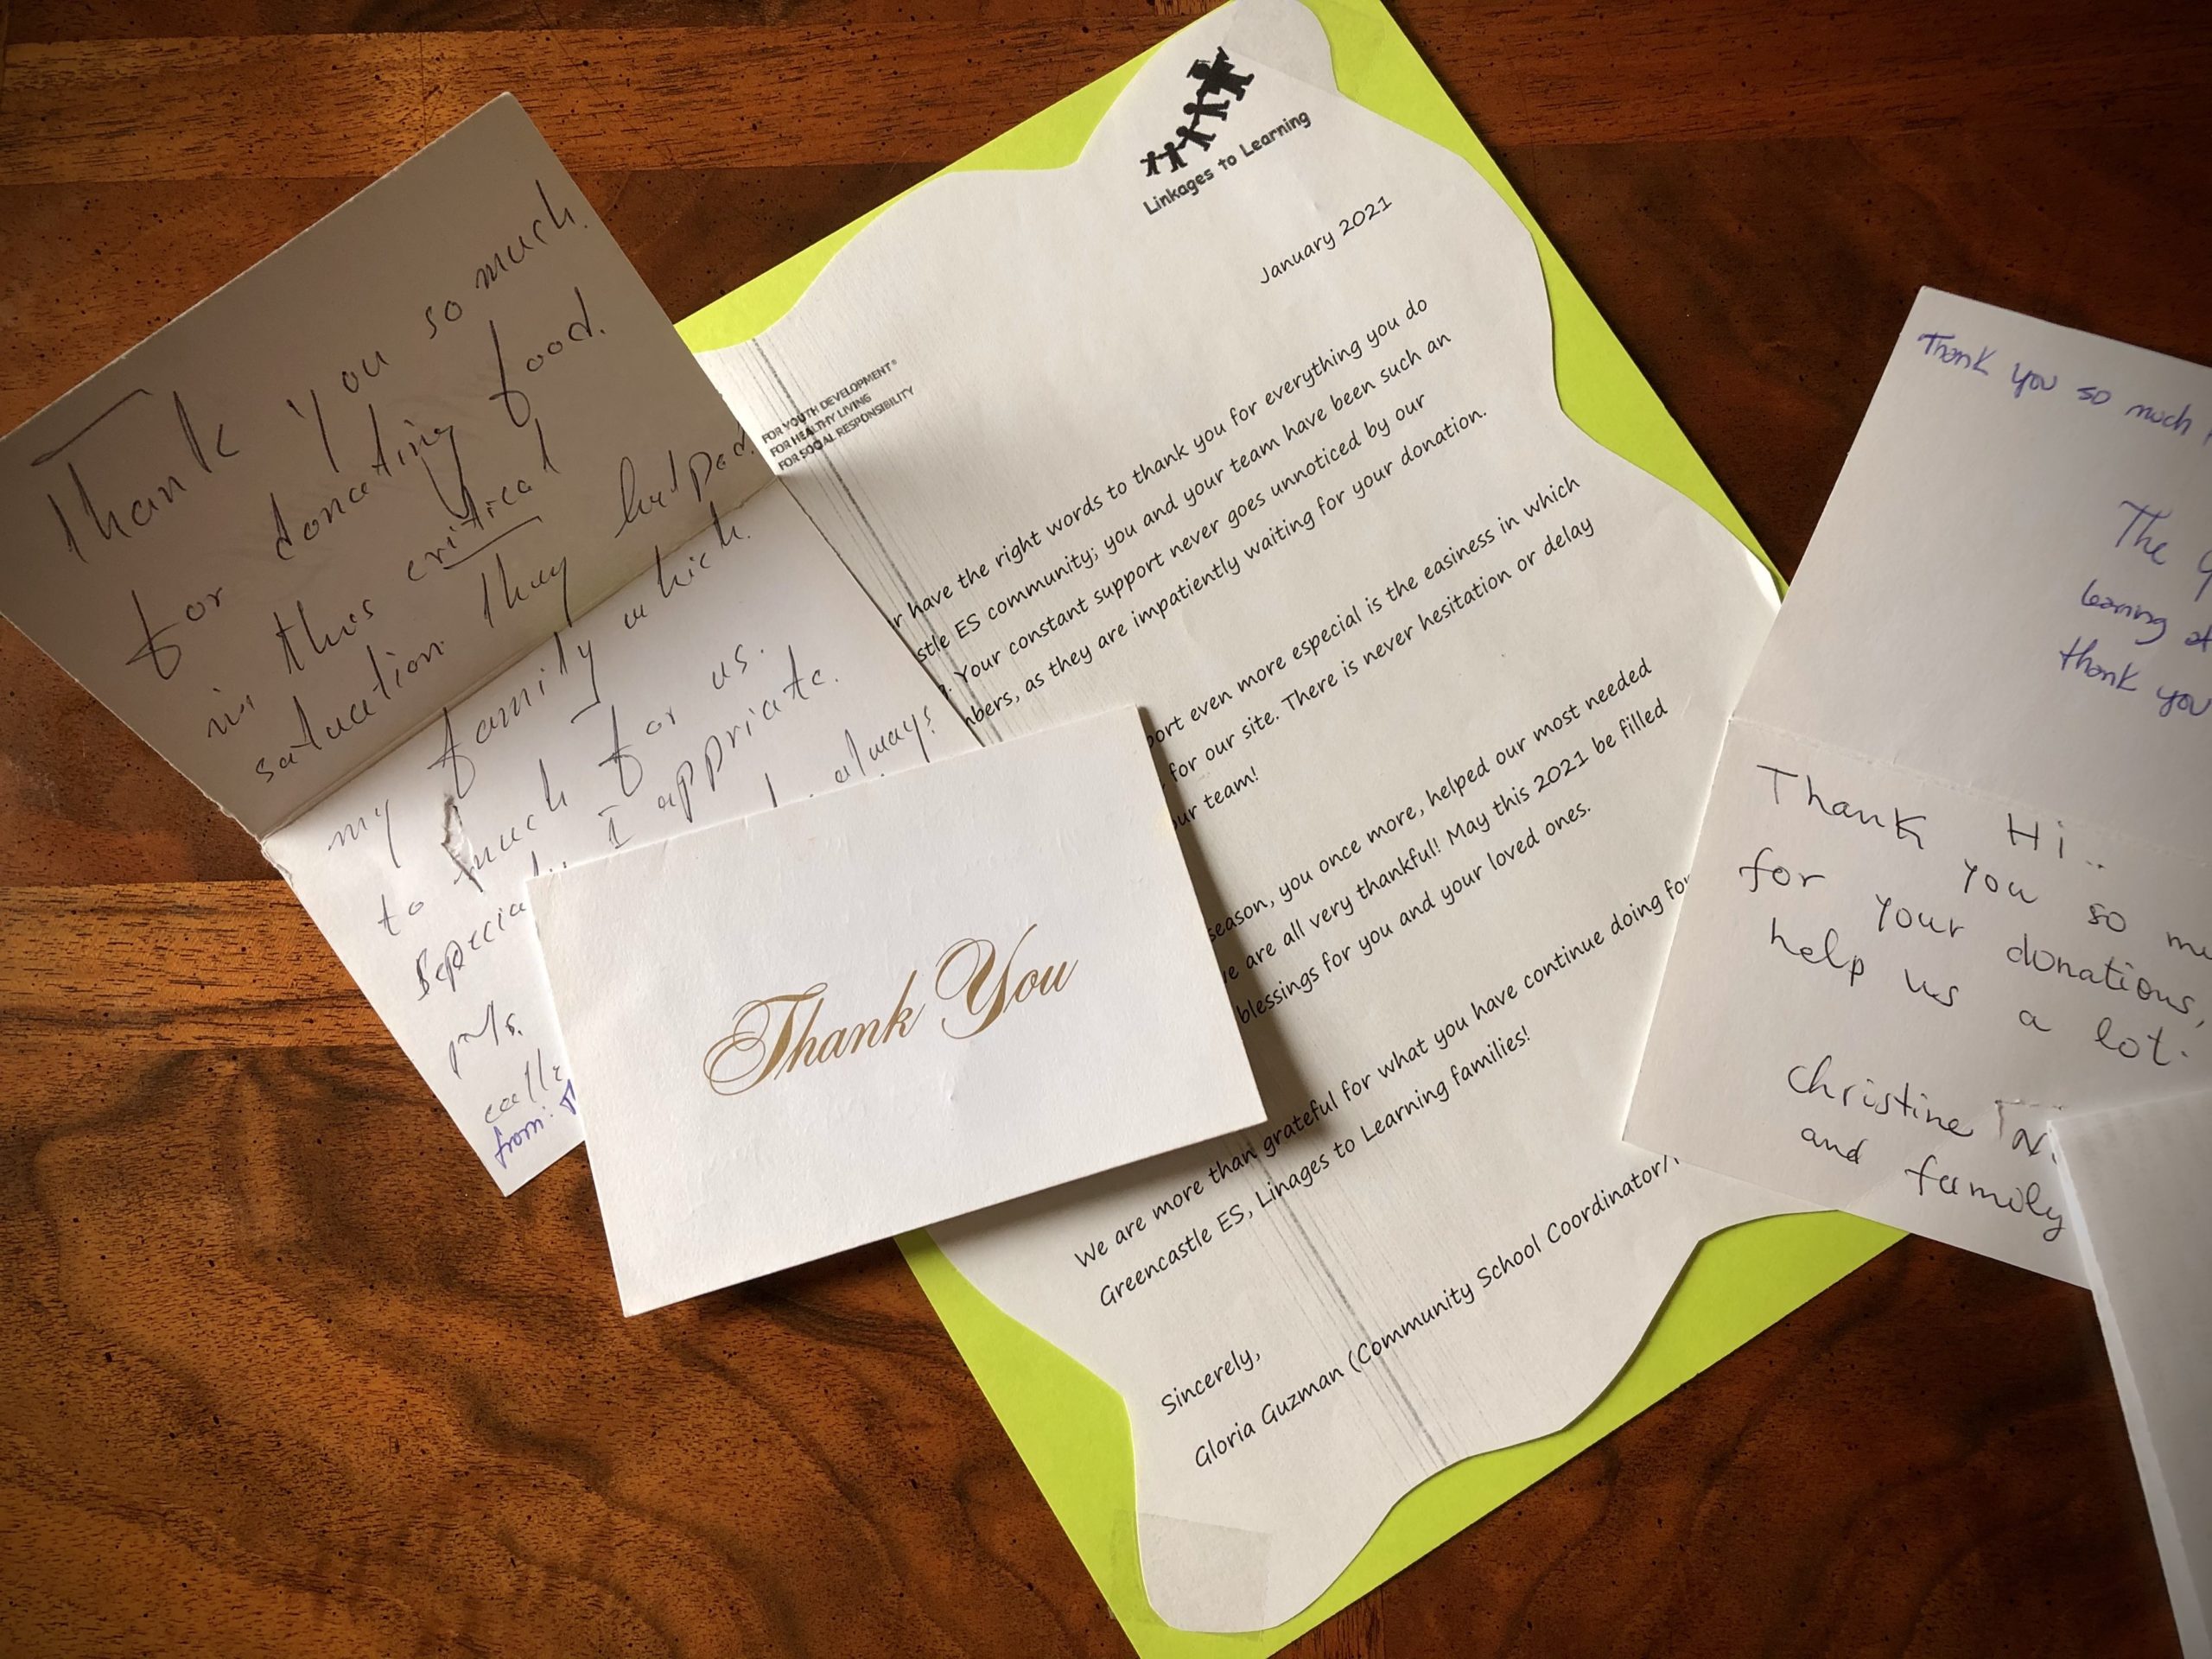 Thank You so much.
for donating food.
in this critical
satuation they
my family which.
to much for us.
I appriciate.
always
from:
Thank You
Linkages to Learning
January 2021
FOR YOUTH DEVELOPMENT®
FOR HEALTHY LIVING
FOR SOCIAL RESPONSIBILITY
have the right words to thank you for everything you do
ES community; you and your team have been such an
Your constant support never goes unnoticed by our
as they are impatiently waiting for your donation.
even more especial is the easiness in which
for our site. There is never hesitation or delay
team!
season, you once more, helped our most needed
are all very thankful! May this 2021 be filled
blessings for you and your loved ones.
We are more than grateful for what you have continue doing for
Greencastle ES, Linages to Learning families!
Sincerely,
Gloria Guzman (Community School Coordinator/
Thank you so much
The
learning at
thank you
Hi..
Thank you so
for your donations,
help us a lot.
christine N.
and family